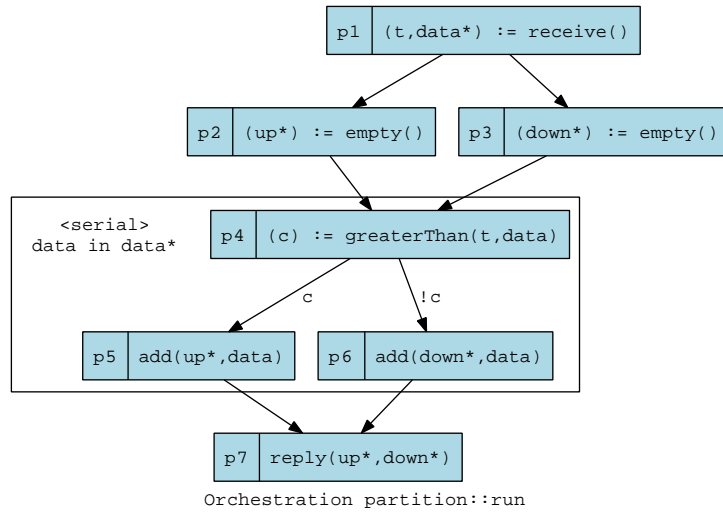 p1 (t,data*) := receive()
p2 (up*) := empty()
p3 (down*) := empty()
<serial>
data in data*
p4 (c) := greaterThan(t,data)
c
!c
p5 add(up*,data)
p6 add(down*,data)
p7 reply(up*,down*)
Orchestration partition::run